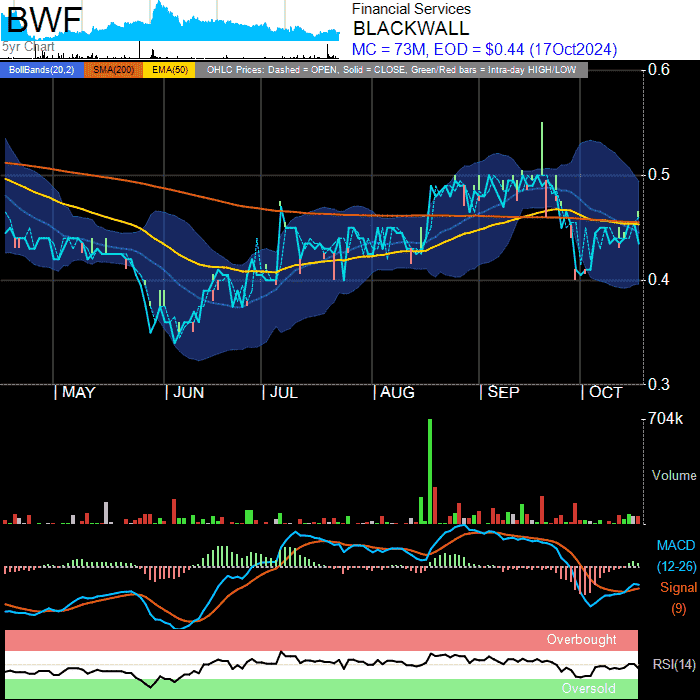 BWF
5yr Chart
Financial Services
BLACKWALL
MC = 73M, EOD = $0.44 (17Oct2024)
BollBands(20,2) SMA(200) EMA(50) OHLC Prices: Dashed = OPEN, Solid = CLOSE, Green/Red bars = Intra-day HIGH/LOW
0.6
0.5
0.4
0.3
MAY JUN JUL AUG SEP OCT
704k
Volume
MACD
(12-26)
Signal
(9)
Overbought
RSI(14)
Oversold